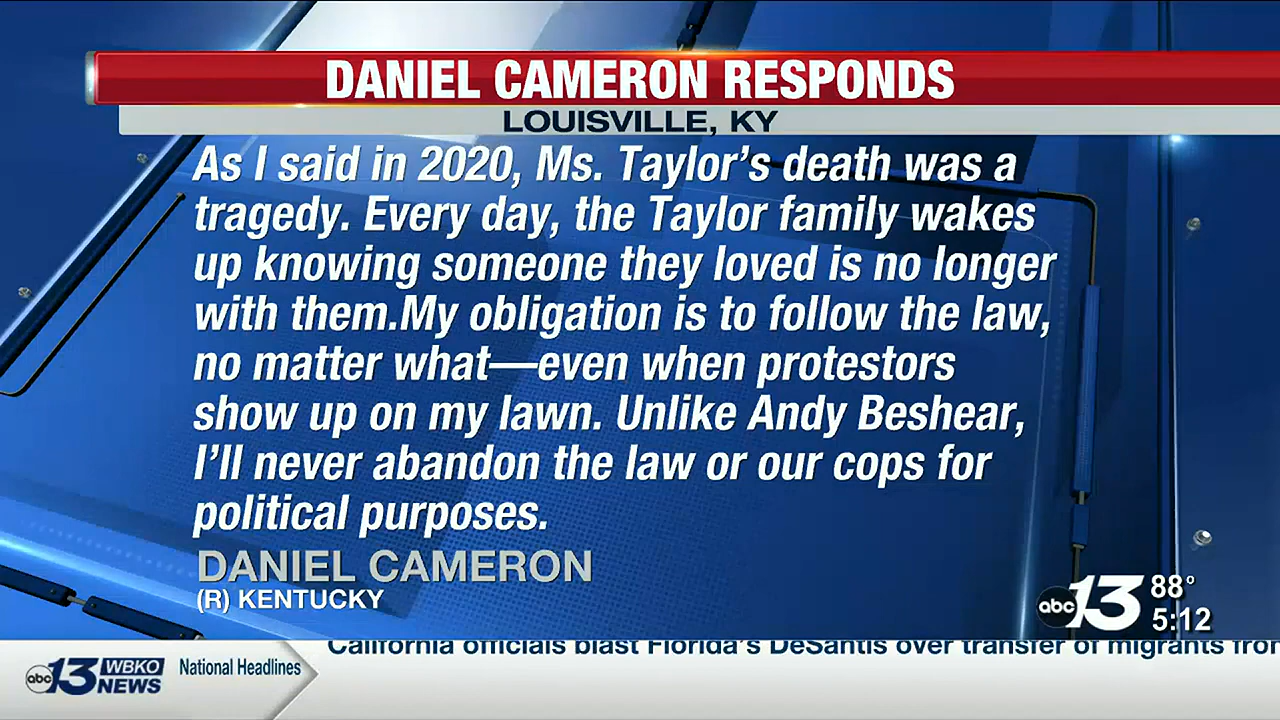 DANIEL CAMERON RESPONDS
LOUISVILLE, KY
As I said in 2020, Ms. Taylor's death was a
tragedy. Every day, the Taylor family wakes
up knowing someone they loved is no longer
with them.My obligation is to follow the law,
no matter what—even when protestors
show up on my lawn. Unlike Andy Beshear,
I'll never abandon the law or our cops for
political purposes.
DANIEL CAMERON
(R) KENTUCKY
abc 13 88°
5:12
California officials blast Florida's DeSantis over transfer of migrants from
abc 13 WBKO NEWS
National Headlines